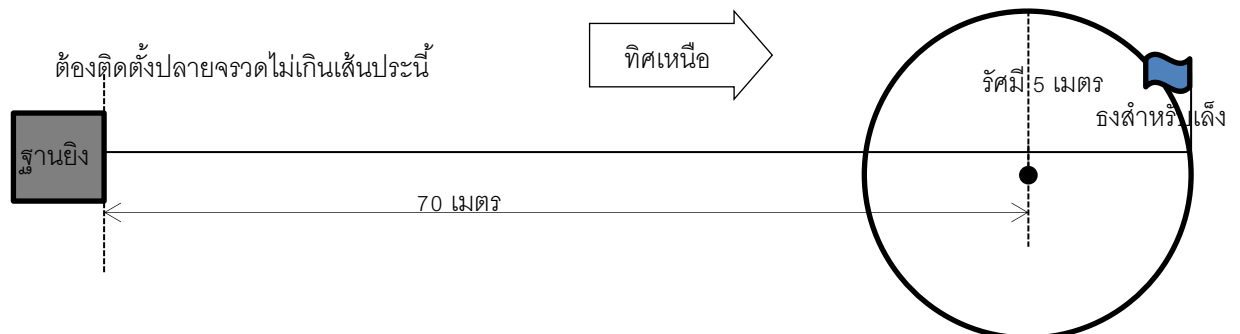 ต้องติดตั้งปลายจรวดไม่เกินเส้นประนี้
ทิศเหนือ
รัศมี 5 เมตร
ธงสำหรับเล็ง
ฐานยิง
70 เมตร